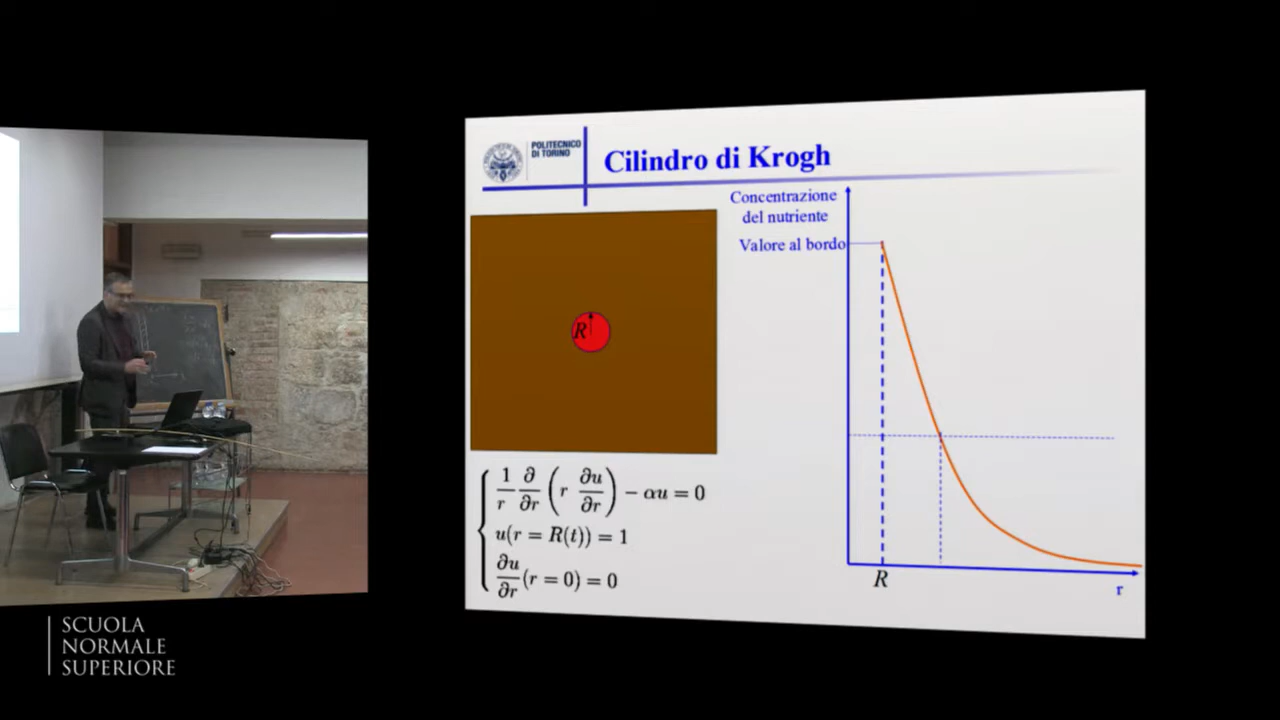 POLITECNICO
DI TORINO
Cilindro di Krogh
Concentrazione
del nutriente
Valore al bordo
R
1/r ∂/∂r (r ∂u/∂r) − αu = 0
u(r = R(t)) = 1
∂u/∂r (r = 0) = 0
R
r
SCUOLA
NORMALE
SUPERIORE